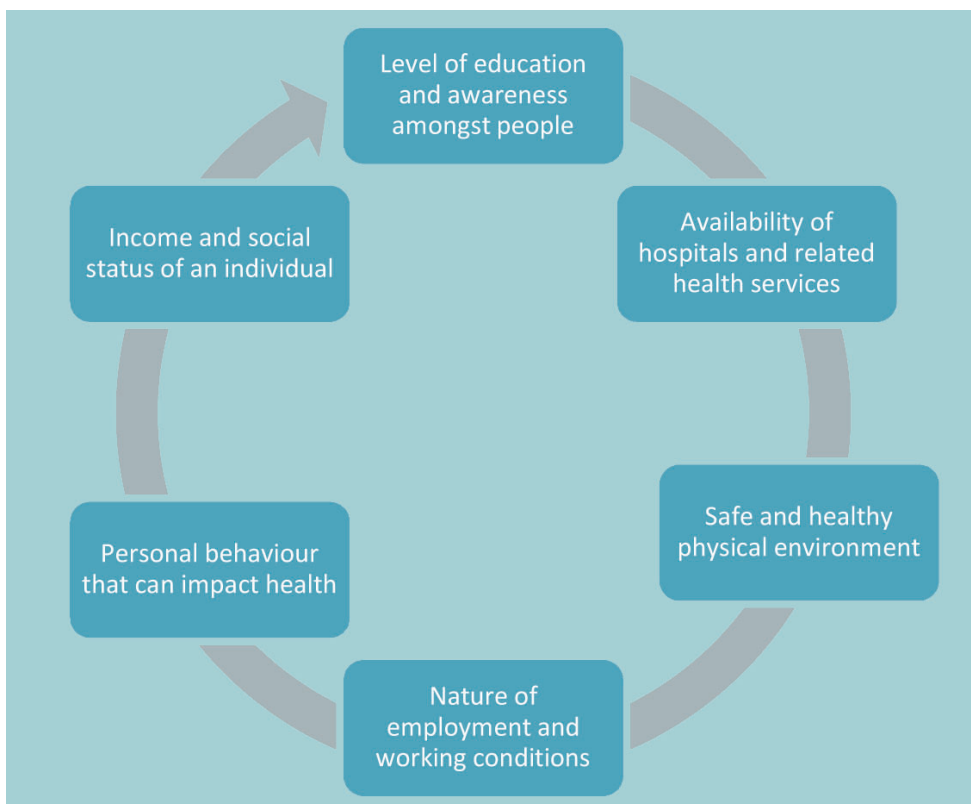 Level of education
and awareness
amongst people
Availability of
hospitals and related
health services
Safe and healthy
physical environment
Nature of
employment and
working conditions
Personal behaviour
that can impact health
Income and social
status of an individual